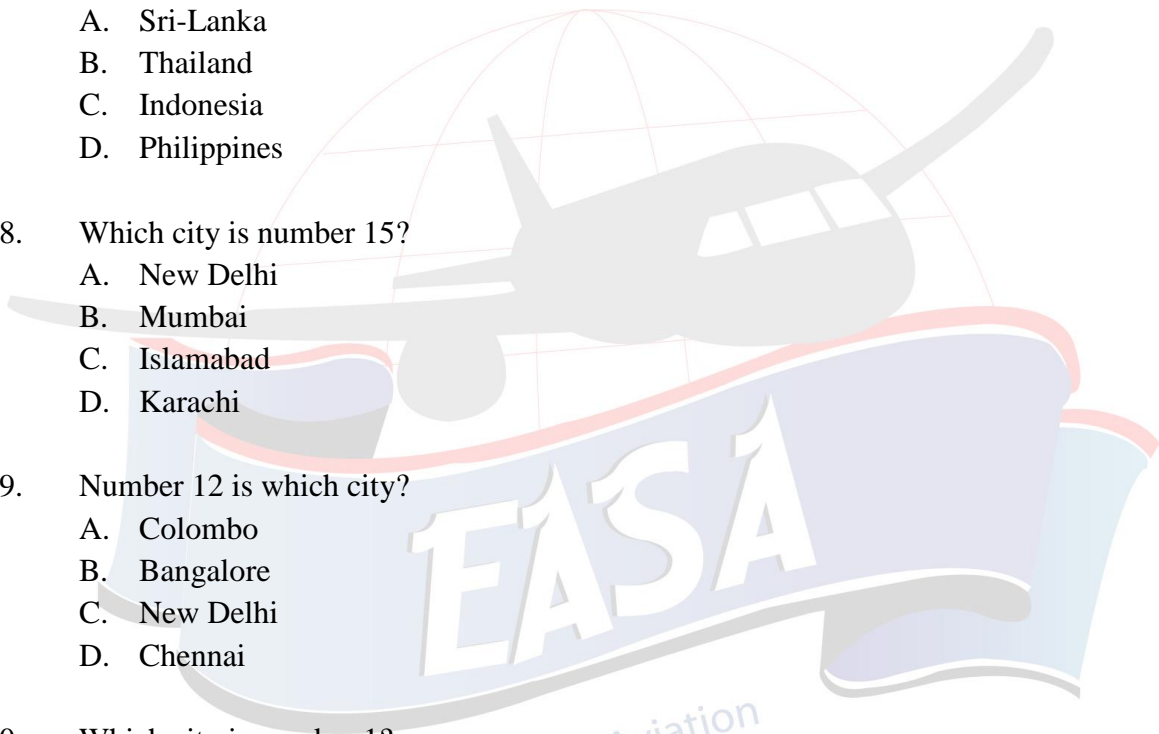 A. Sri-Lanka
B. Thailand
C. Indonesia
D. Philippines
8. Which city is number 15?
A. New Delhi
B. Mumbai
C. Islamabad
D. Karachi
9. Number 12 is which city?
A. Colombo
B. Bangalore
C. New Delhi
D. Chennai
EASA